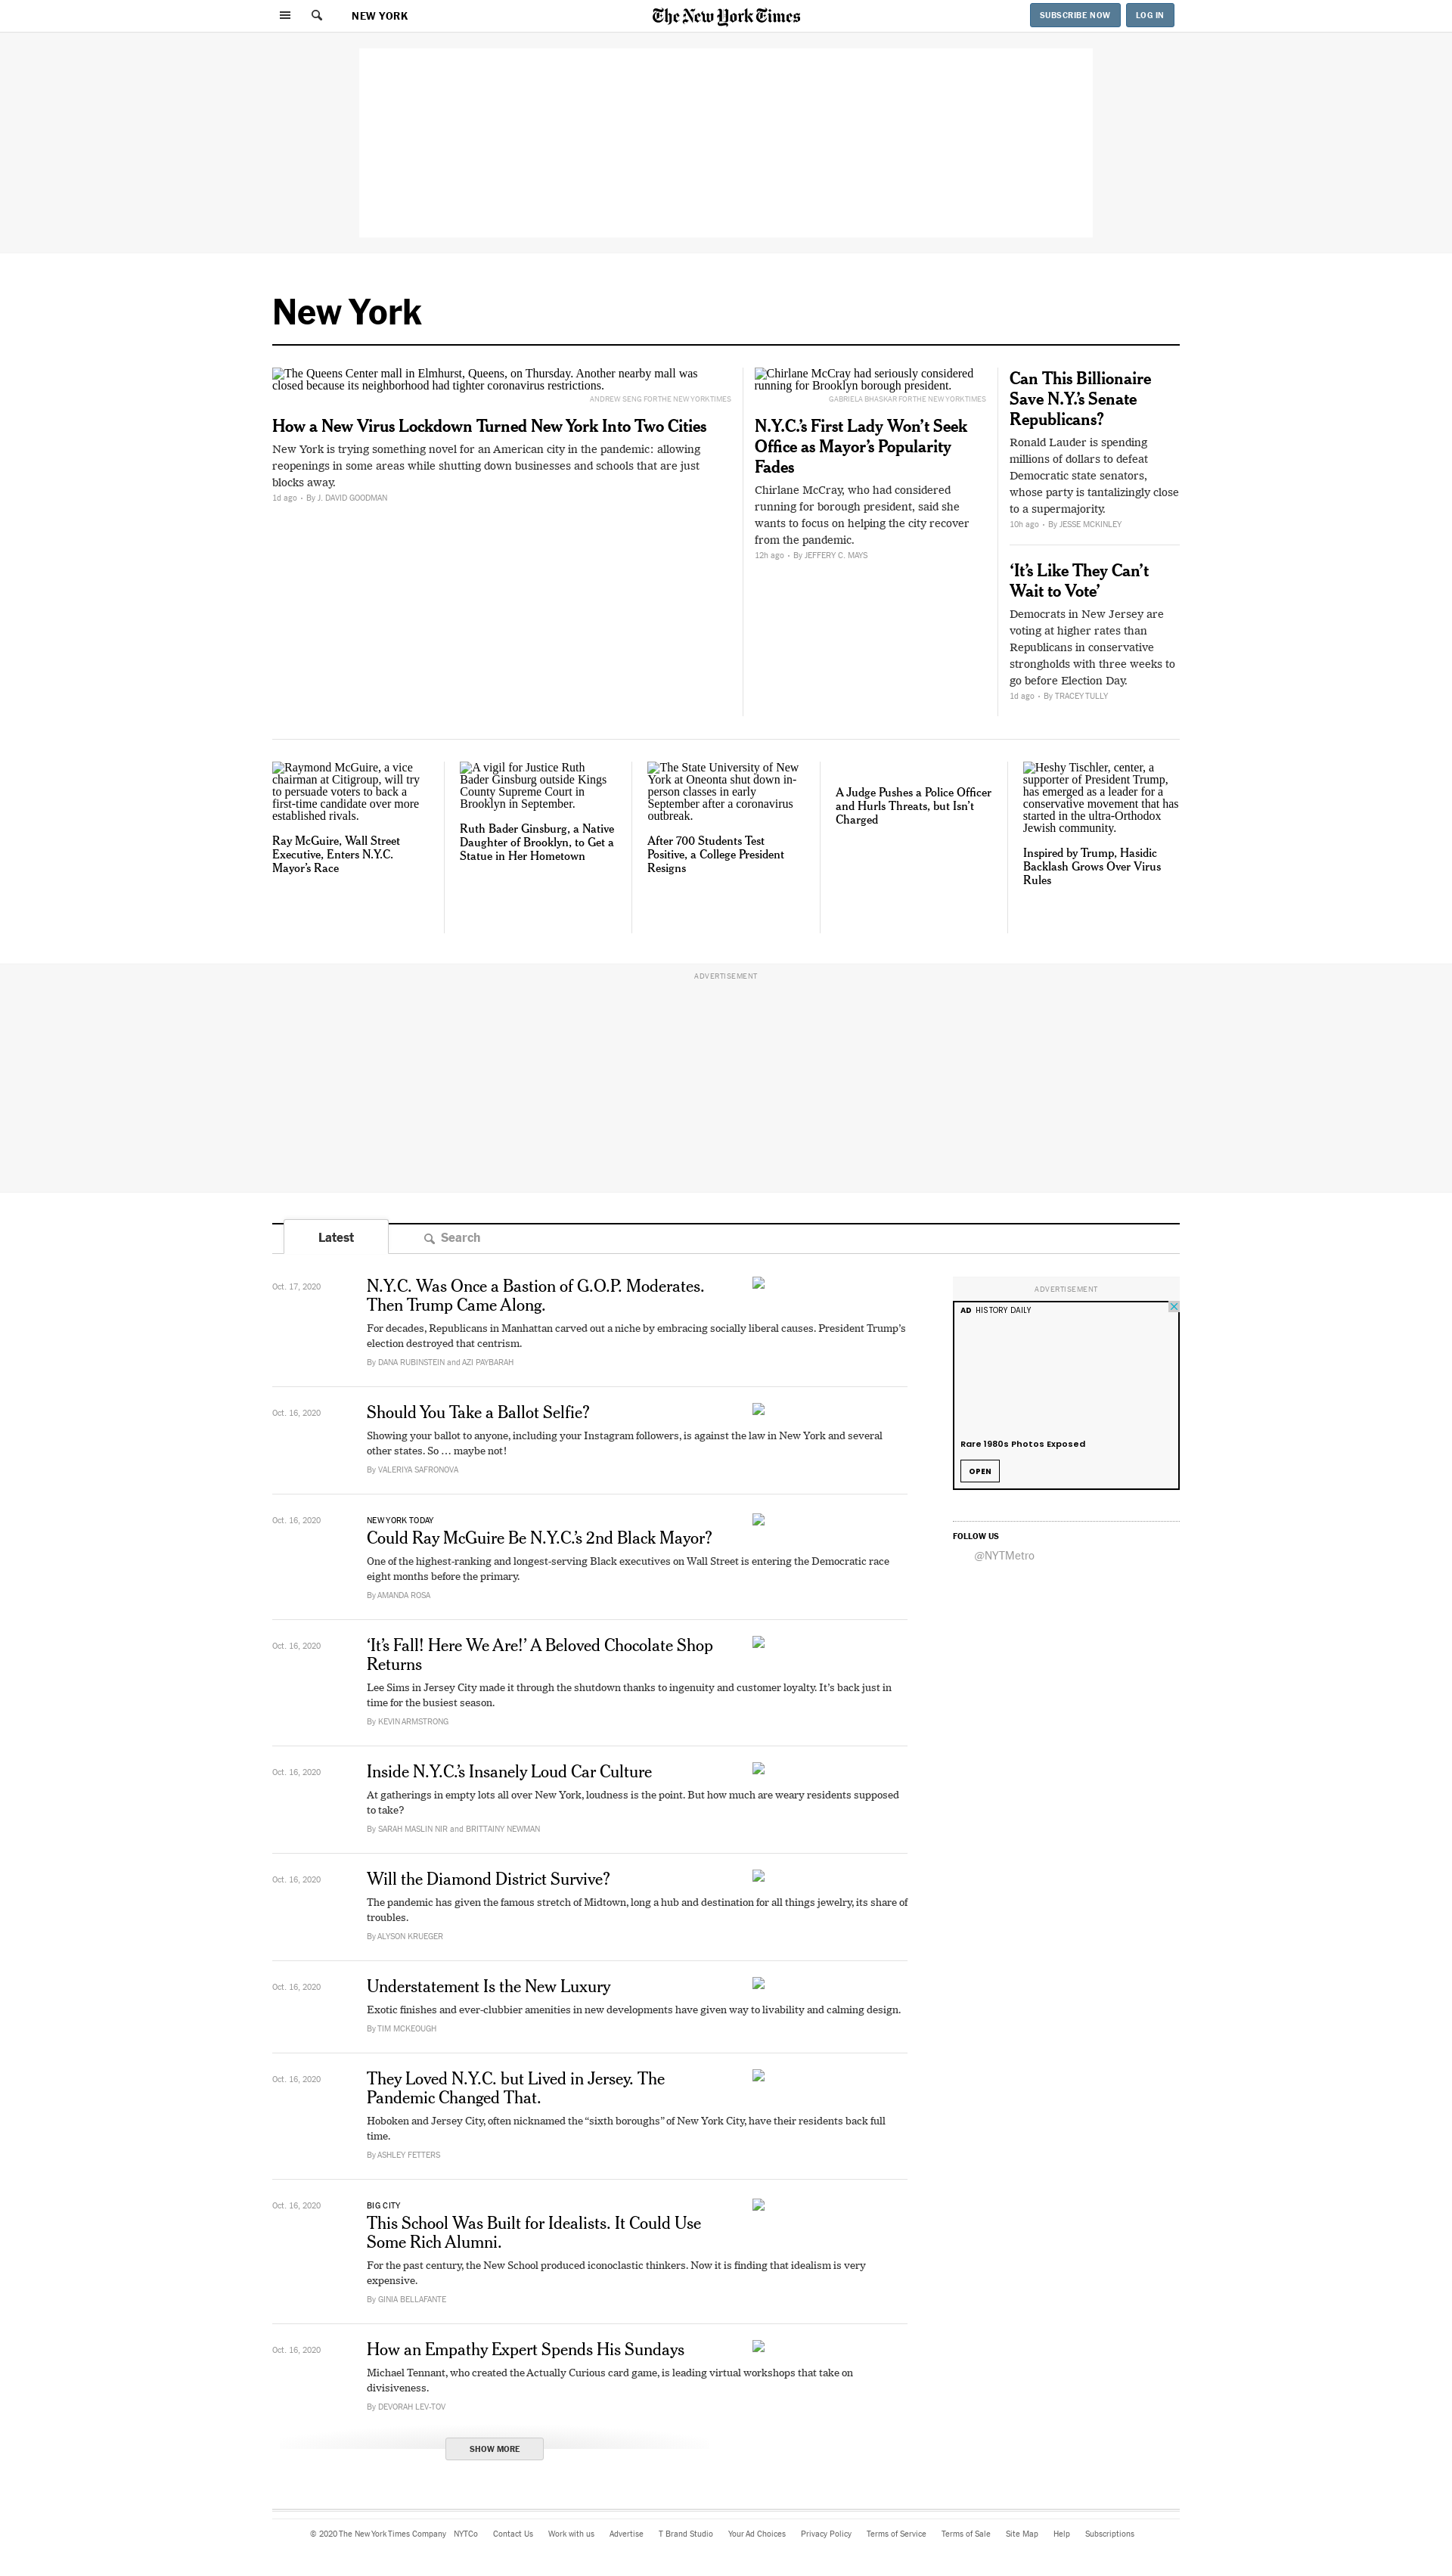 NEW YORK
The New York Times
SUBSCRIBE NOW
LOG IN
New York
The Queens Center mall in Elmhurst, Queens, on Thursday. Another nearby mall was
closed because its neighborhood had tighter coronavirus restrictions.
ANDREW SENG FOR THE NEW YORK TIMES
How a New Virus Lockdown Turned New York Into Two Cities
New York is trying something novel for an American city in the pandemic: allowing
reopenings in some areas while shutting down businesses and schools that are just
blocks away.
1d ago • By J. DAVID GOODMAN
Chirlane McCray had seriously considered
running for Brooklyn borough president.
GABRIELA BHASKAR FOR THE NEW YORK TIMES
N.Y.C.’s First Lady Won’t Seek
Office as Mayor’s Popularity
Fades
Chirlane McCray, who had considered
running for borough president, said she
wants to focus on helping the city recover
from the pandemic.
12h ago • By JEFFERY C. MAYS
Can This Billionaire
Save N.Y.’s Senate
Republicans?
Ronald Lauder is spending
millions of dollars to defeat
Democratic state senators,
whose party is tantalizingly close
to a supermajority.
10h ago • By JESSE MCKINLEY
‘It’s Like They Can’t
Wait to Vote’
Democrats in New Jersey are
voting at higher rates than
Republicans in conservative
strongholds with three weeks to
go before Election Day.
1d ago • By TRACEY TULLY
Raymond McGuire, a vice
chairman at Citigroup, will try
to persuade voters to back a
first-time candidate over more
established rivals.
Ray McGuire, Wall Street
Executive, Enters N.Y.C.
Mayor’s Race
A vigil for Justice Ruth
Bader Ginsburg outside Kings
County Supreme Court in
Brooklyn in September.
Ruth Bader Ginsburg, a Native
Daughter of Brooklyn, to Get a
Statue in Her Hometown
The State University of New
York at Oneonta shut down in-
person classes in early
September after a coronavirus
outbreak.
After 700 Students Test
Positive, a College President
Resigns
A Judge Pushes a Police Officer
and Hurls Threats, but Isn’t
Charged
Heshy Tischler, center, a
supporter of President Trump,
has emerged as a leader for a
conservative movement that has
started in the ultra-Orthodox
Jewish community.
Inspired by Trump, Hasidic
Backlash Grows Over Virus
Rules
ADVERTISEMENT
Latest
Search
Oct. 17, 2020
N.Y.C. Was Once a Bastion of G.O.P. Moderates.
Then Trump Came Along.
For decades, Republicans in Manhattan carved out a niche by embracing socially liberal causes. President Trump’s
election destroyed that centrism.
By DANA RUBINSTEIN and AZI PAYBARAH
Oct. 16, 2020
Should You Take a Ballot Selfie?
Showing your ballot to anyone, including your Instagram followers, is against the law in New York and several
other states. So … maybe not!
By VALERIYA SAFRONOVA
Oct. 16, 2020
NEW YORK TODAY
Could Ray McGuire Be N.Y.C.’s 2nd Black Mayor?
One of the highest-ranking and longest-serving Black executives on Wall Street is entering the Democratic race
eight months before the primary.
By AMANDA ROSA
Oct. 16, 2020
‘It’s Fall! Here We Are!’ A Beloved Chocolate Shop
Returns
Lee Sims in Jersey City made it through the shutdown thanks to ingenuity and customer loyalty. It’s back just in
time for the busiest season.
By KEVIN ARMSTRONG
Oct. 16, 2020
Inside N.Y.C.’s Insanely Loud Car Culture
At gatherings in empty lots all over New York, loudness is the point. But how much are weary residents supposed
to take?
By SARAH MASLIN NIR and BRITTAINY NEWMAN
Oct. 16, 2020
Will the Diamond District Survive?
The pandemic has given the famous stretch of Midtown, long a hub and destination for all things jewelry, its share of
troubles.
By ALYSON KRUEGER
Oct. 16, 2020
Understatement Is the New Luxury
Exotic finishes and ever-clubbier amenities in new developments have given way to livability and calming design.
By TIM MCKEOUGH
Oct. 16, 2020
They Loved N.Y.C. but Lived in Jersey. The
Pandemic Changed That.
Hoboken and Jersey City, often nicknamed the “sixth boroughs” of New York City, have their residents back full
time.
By ASHLEY FETTERS
Oct. 16, 2020
BIG CITY
This School Was Built for Idealists. It Could Use
Some Rich Alumni.
For the past century, the New School produced iconoclastic thinkers. Now it is finding that idealism is very
expensive.
By GINIA BELLAFANTE
Oct. 16, 2020
How an Empathy Expert Spends His Sundays
Michael Tennant, who created the Actually Curious card game, is leading virtual workshops that take on
divisiveness.
By DEVORAH LEV-TOV
SHOW MORE
ADVERTISEMENT
AD HISTORY DAILY
Rare 1980s Photos Exposed
OPEN
FOLLOW US
@NYTMetro
© 2020 The New York Times Company NYTCo Contact Us Work with us Advertise T Brand Studio Your Ad Choices Privacy Policy Terms of Service Terms of Sale Site Map Help Subscriptions